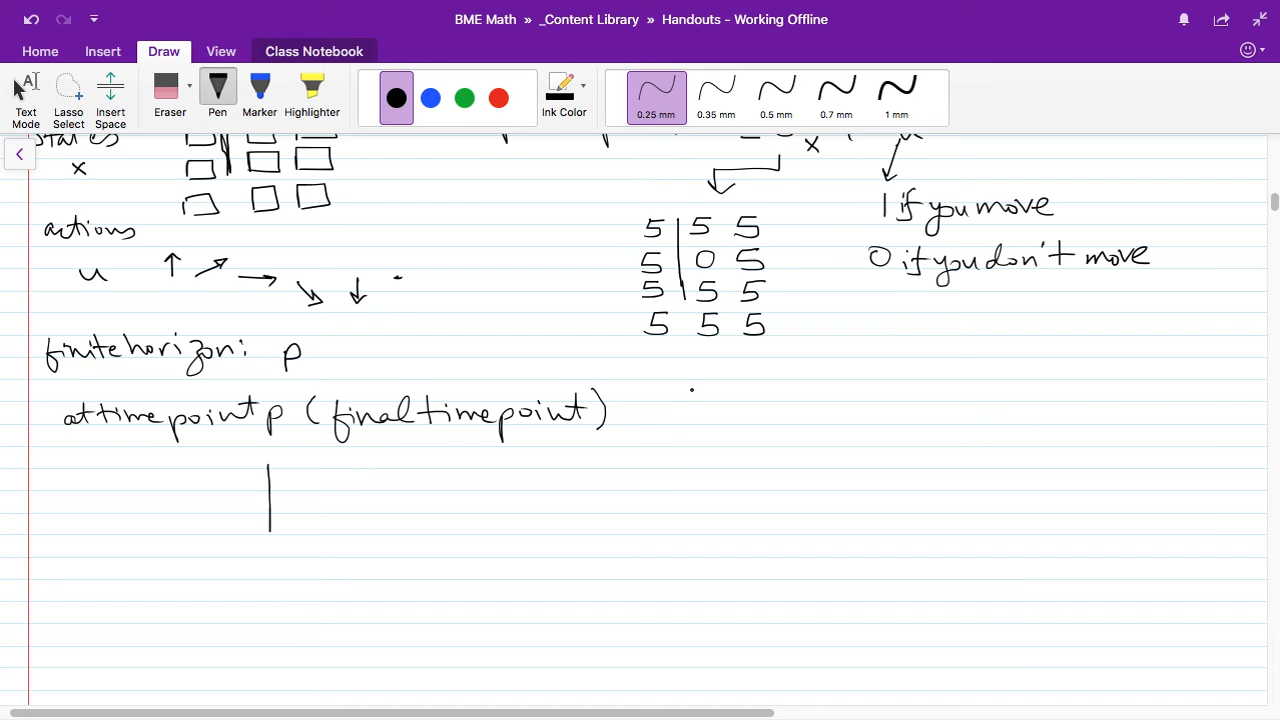 BME Math » _Content Library » Handouts – Working Offline
Home Insert Draw View Class Notebook
Text Mode
Lasso Select
Insert Space
Eraser
Pen
Marker
Highlighter
Ink Color
0.25 mm 0.35 mm 0.5 mm 0.7 mm 1 mm
states
x
x
5 5 5
5 0 5
5 5 5
5 5 5
1 if you move
0 if you don't move
actions
u
finite horizon: p
at time point p (final time point)